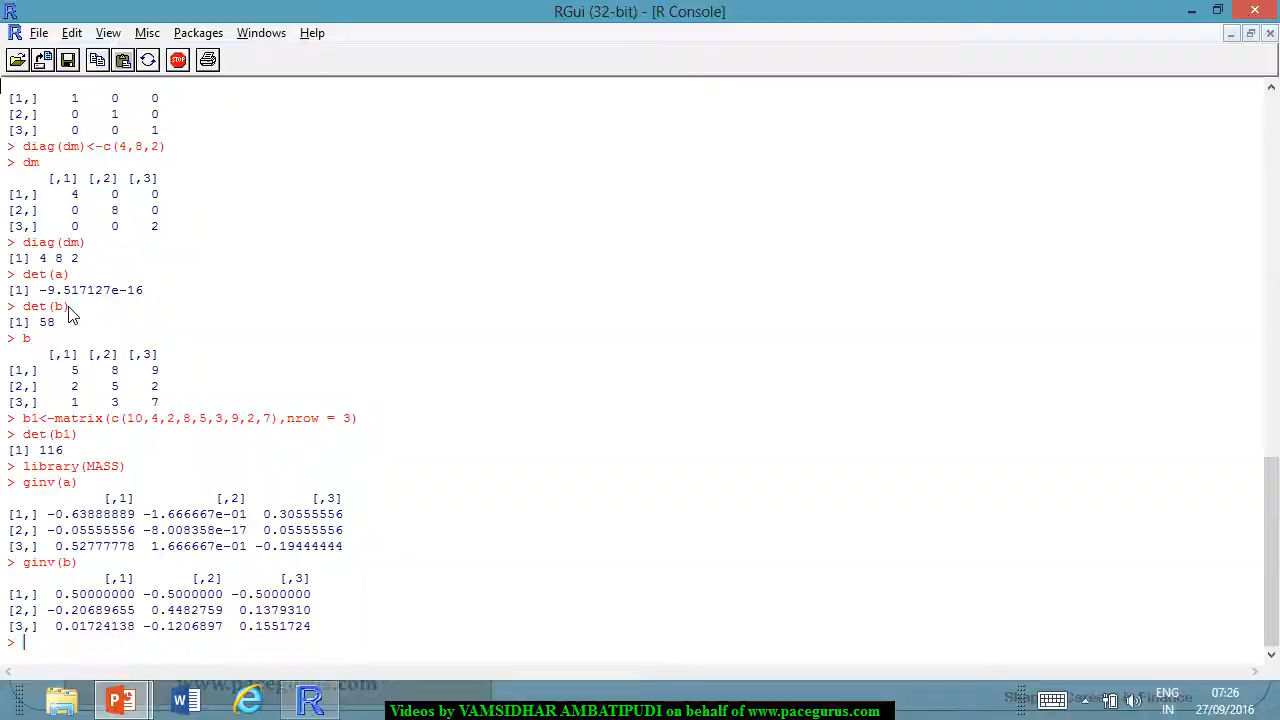 RGui (32-bit) - [R Console]
File Edit View Misc Packages Windows Help
STOP
[1,] 1 0 0
[2,] 0 1 0
[3,] 0 0 1
> diag(dm)<-c(4,8,2)
> dm
[,1] [,2] [,3]
[1,] 4 0 0
[2,] 0 8 0
[3,] 0 0 2
> diag(dm)
[1] 4 8 2
> det(a)
[1] -9.517127e-16
> det(b)
[1] 58
> b
[,1] [,2] [,3]
[1,] 5 8 9
[2,] 2 5 2
[3,] 1 3 7
> b1<-matrix(c(10,4,2,8,5,3,9,2,7),nrow = 3)
> det(b1)
[1] 116
> library(MASS)
> ginv(a)
[,1] [,2] [,3]
[1,] -0.63888889 -1.666667e-01 0.30555556
[2,] -0.05555556 -8.008358e-17 0.05555556
[3,] 0.52777778 1.666667e-01 -0.19444444
> ginv(b)
[,1] [,2] [,3]
[1,] 0.50000000 -0.5000000 -0.5000000
[2,] -0.20689655 0.4482759 0.1379310
[3,] 0.01724138 -0.1206897 0.1551724
>
www.pacegurus.com
ENG 07:26
IN 27/09/2016
Videos by VAMSIDHAR AMBATIPUDI on behalf of www.pacegurus.com